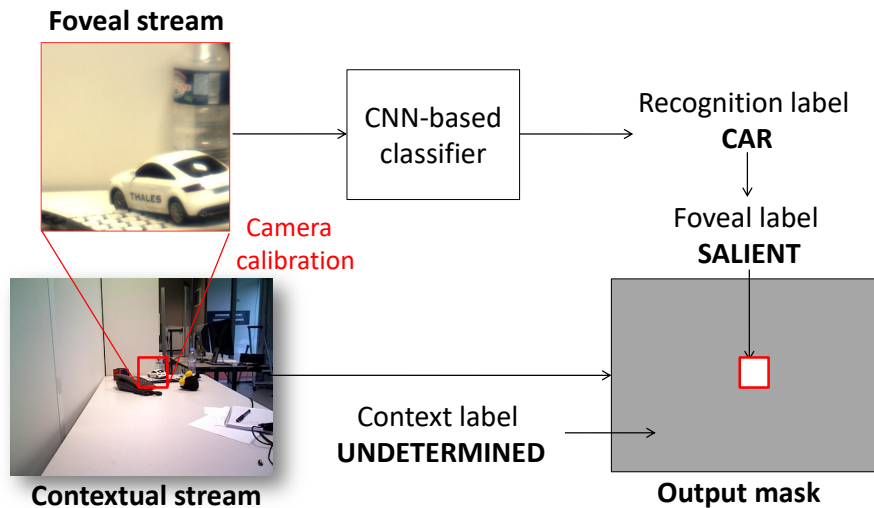 Foveal stream
THALES
CNN-based
classifier
Recognition label
CAR
Foveal label
SALIENT
Camera
calibration
Context label
UNDETERMINED
Contextual stream
Output mask